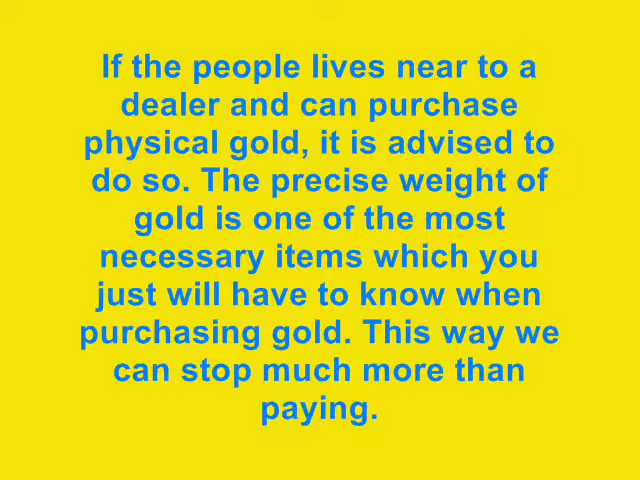 If the people lives near to a
dealer and can purchase
physical gold, it is advised to
do so. The precise weight of
gold is one of the most
necessary items which you
just will have to know when
purchasing gold. This way we
can stop much more than
paying.